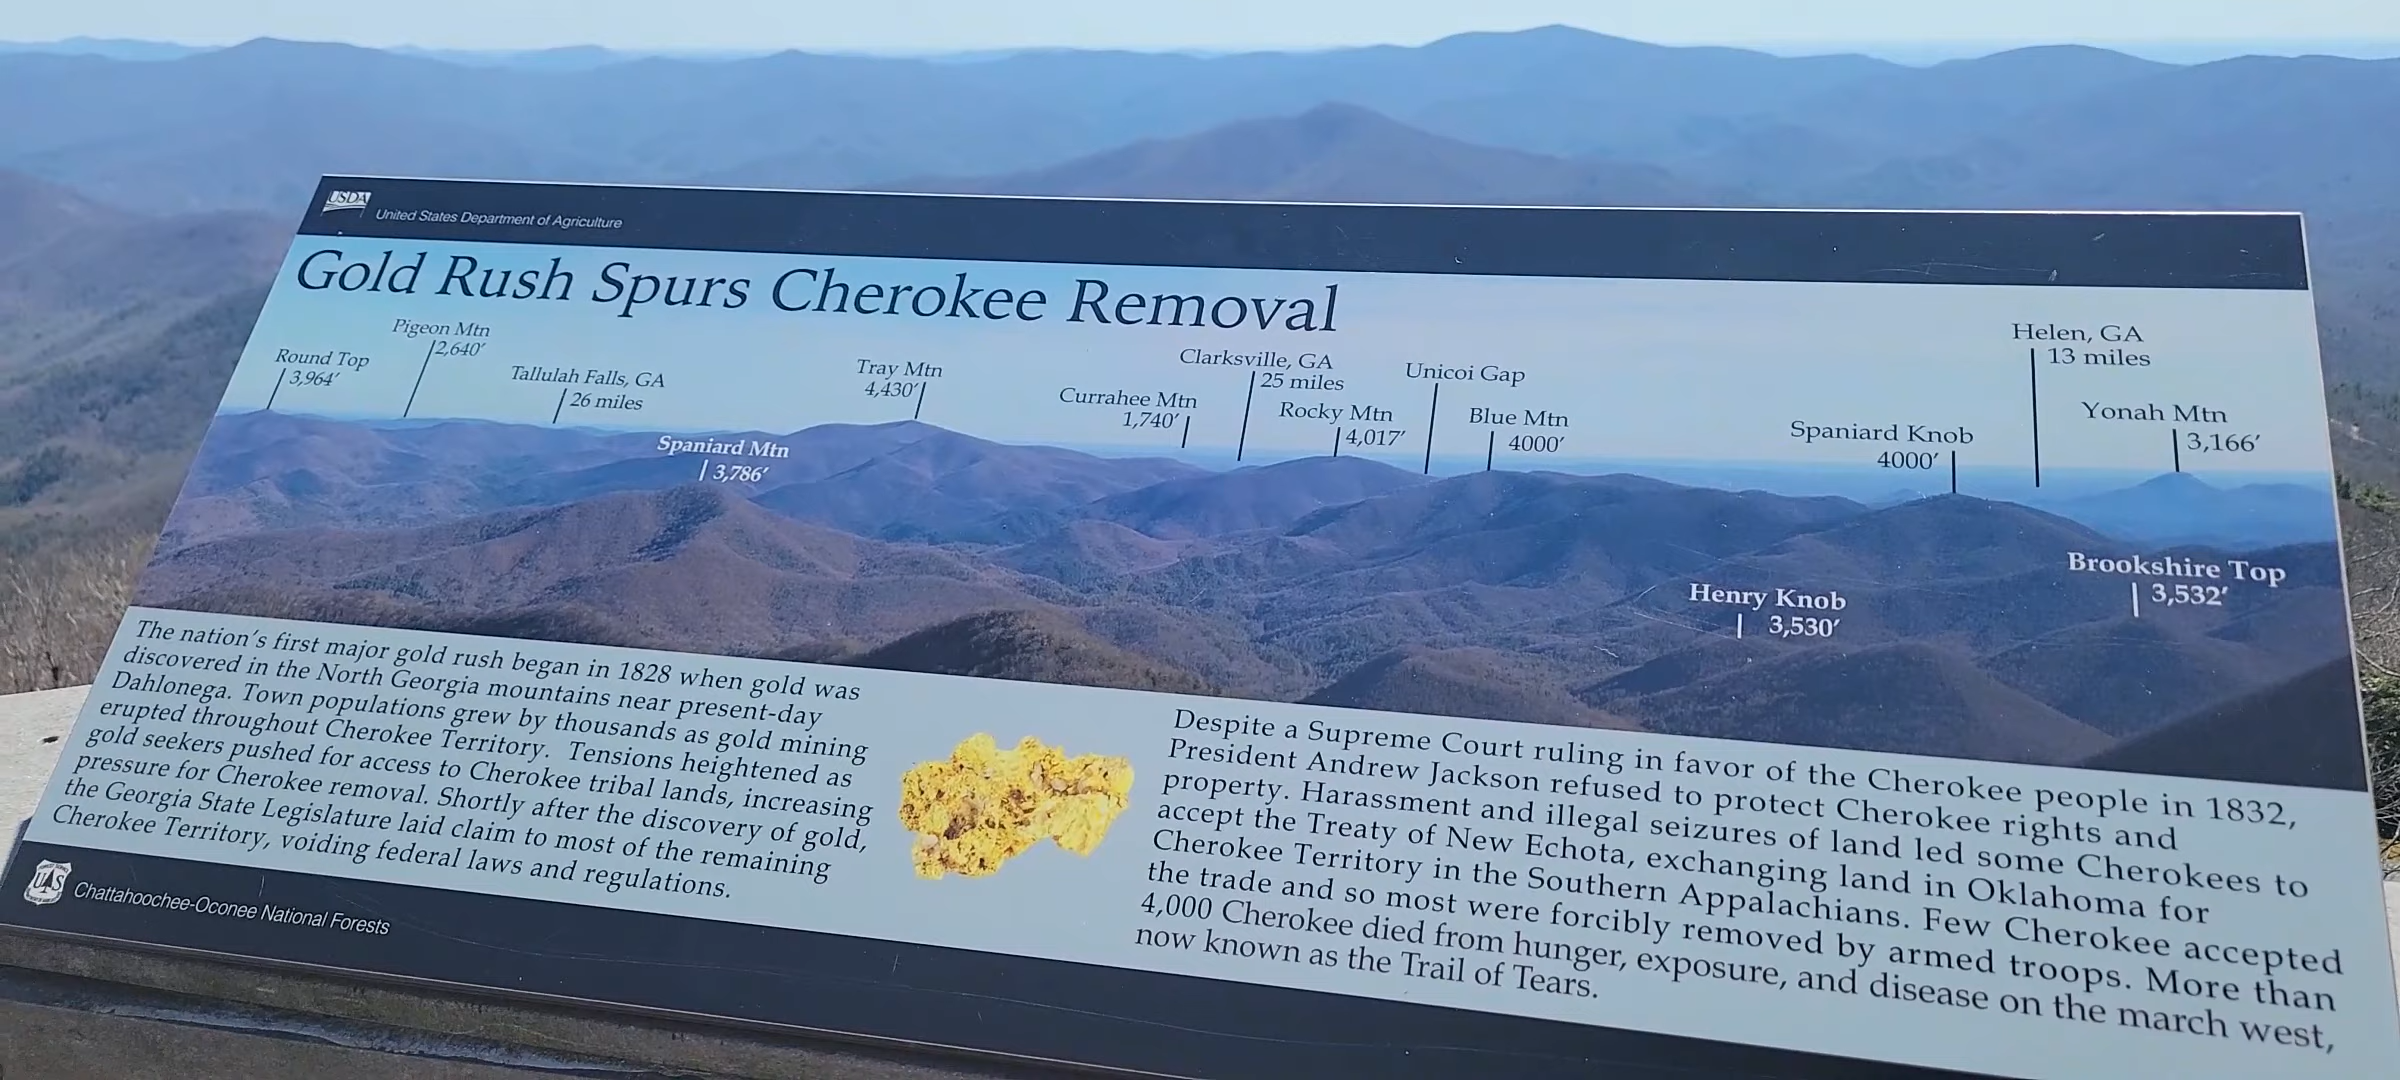 USDA
United States Department of Agriculture
Gold Rush Spurs Cherokee Removal
Round Top
3,964′
Pigeon Mtn
2,640′
Tallulah Falls, GA
26 miles
Spaniard Mtn
3,786′
Tray Mtn
4,430′
Currahee Mtn
1,740′
Clarksville, GA
25 miles
Rocky Mtn
4,017′
Unicoi Gap
Blue Mtn
4000′
Spaniard Knob
4000′
Helen, GA
13 miles
Yonah Mtn
3,166′
Henry Knob
3,530′
Brookshire Top
3,532′
The nation's first major gold rush began in 1828 when gold was
discovered in the North Georgia mountains near present-day
Dahlonega. Town populations grew by thousands as gold mining
erupted throughout Cherokee Territory. Tensions heightened as
gold seekers pushed for access to Cherokee tribal lands, increasing
pressure for Cherokee removal. Shortly after the discovery of gold,
the Georgia State Legislature laid claim to most of the remaining
Cherokee Territory, voiding federal laws and regulations.
Despite a Supreme Court ruling in favor of the Cherokee people in 1832,
President Andrew Jackson refused to protect Cherokee rights and
property. Harassment and illegal seizures of land led some Cherokees to
accept the Treaty of New Echota, exchanging land in Oklahoma for
Cherokee Territory in the Southern Appalachians. Few Cherokee accepted
the trade and so most were forcibly removed by armed troops. More than
4,000 Cherokee died from hunger, exposure, and disease on the march west,
now known as the Trail of Tears.
UAS
Chattahoochee-Oconee National Forests